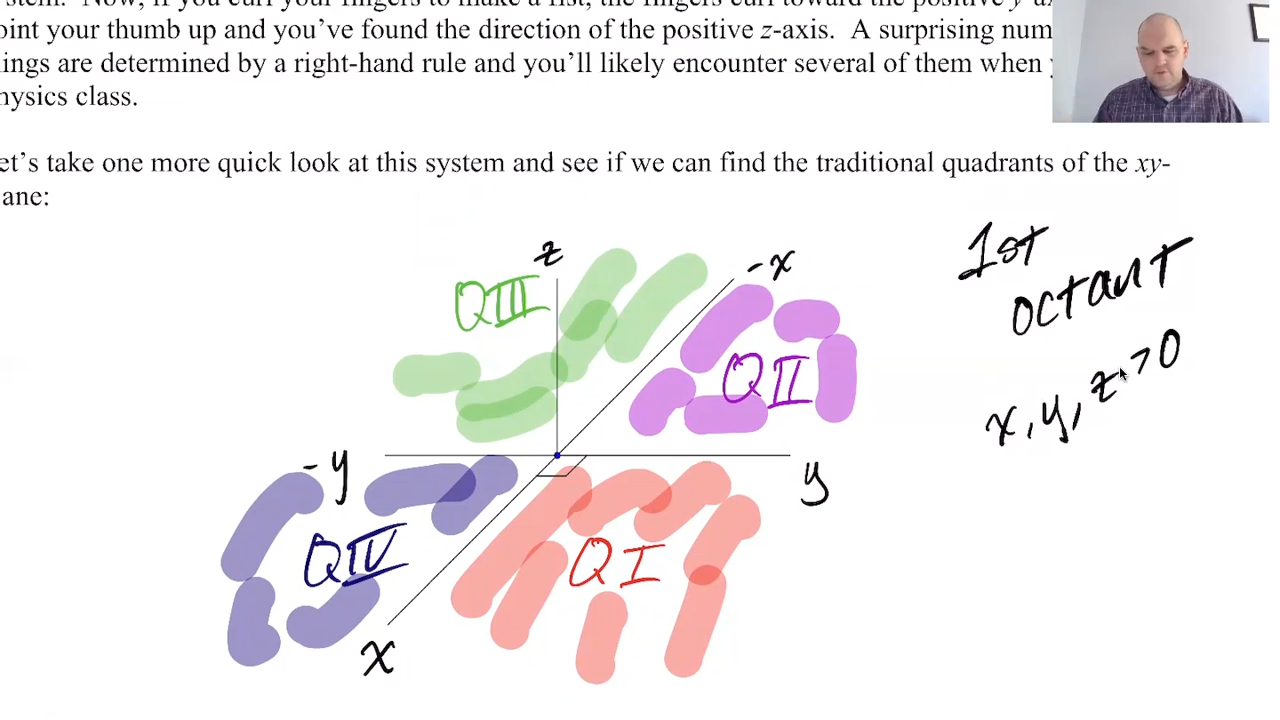 stem. Now, if you curl your fingers to make a fist, the fingers curl toward the positive y-ax
oint your thumb up and you've found the direction of the positive z-axis. A surprising num
ings are determined by a right-hand rule and you'll likely encounter several of them when y
hysics class.
et's take one more quick look at this system and see if we can find the traditional quadrants of the xy-
ane:
z
-x
QIII
QII
-y
y
QIV
QI
x
1st
octant
x, y, z > 0